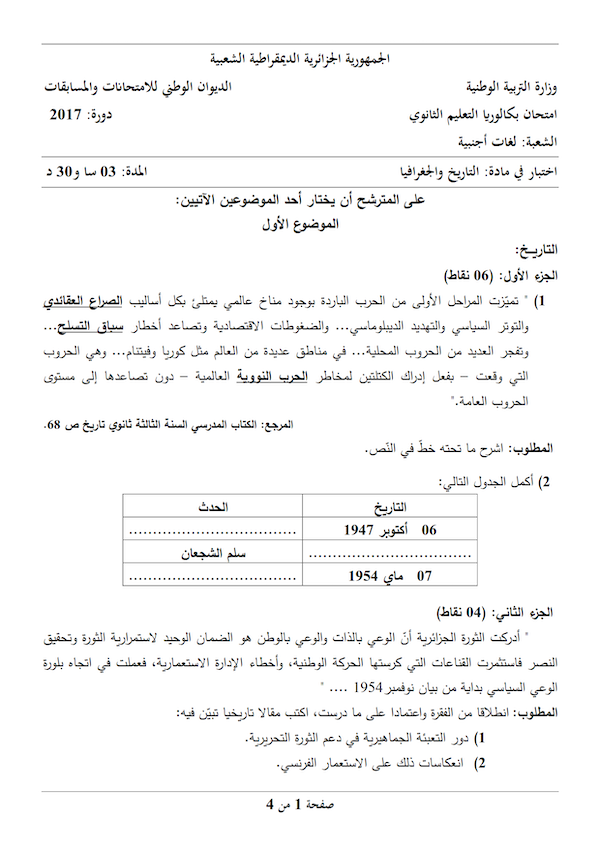 الجمهورية الجزائرية الديمقراطية الشعبية
وزارة التربية الوطنية الديوان الوطني للامتحانات والمسابقات
امتحان بكالوريا التعليم الثانوي دورة: 2017
الشعبة: لغات أجنبية
اختبار في مادة: التاريخ والجغرافيا المدة: 03 سا و30 د
على المترشح أن يختار أحد الموضوعين الآتيين:
الموضوع الأول
التاريـخ:
الجزء الأول: (06 نقاط)
1) " تميّزت المراحل الأولى من الحرب الباردة بوجود مناخ عالمي يمتلئ بكل أساليب الصراع العقائدي
والتوتر السياسي والتهديد الديبلوماسي... والضغوطات الاقتصادية وتصاعد أخطار سباق التسلح...
وتفجر العديد من الحروب المحلية... في مناطق عديدة من العالم مثل كوريا وفيتنام... وهي الحروب
التي وقعت – بفعل إدراك الكتلتين لمخاطر الحرب النووية العالمية – دون تصاعدها إلى مستوى
الحروب العامة."
المرجع: الكتاب المدرسي السنة الثالثة ثانوي تاريخ ص 68.
المطلوب: اشرح ما تحته خطّ في النّص.
2) أكمل الجدول التالي:
التاريخ الحدث
06 أكتوبر 1947 ..................................
.................................. سلم الشجعان
07 ماي 1954 ..................................
الجزء الثاني: (04 نقاط)
" أدركت الثورة الجزائرية أنّ الوعي بالذات والوعي بالوطن هو الضمان الوحيد لاستمرارية الثورة وتحقيق
النصر فاستثمرت القناعات التي كرستها الحركة الوطنية، وأخطاء الإدارة الاستعمارية، فعملت في اتجاه بلورة
الوعي السياسي بداية من بيان نوفمبر 1954 .... "
المطلوب: انطلاقا من الفقرة واعتمادا على ما درست، اكتب مقالا تاريخيا تبيّن فيه:
1) دور التعبئة الجماهيرية في دعم الثورة التحريرية.
2) انعكاسات ذلك على الاستعمار الفرنسي.
صفحة 1 من 4